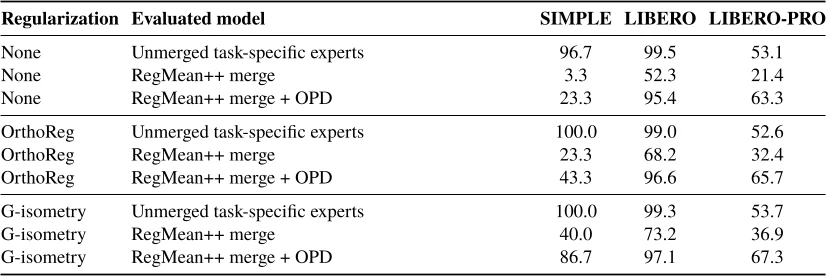 Regularization Evaluated model SIMPLE LIBERO LIBERO-PRO
None Unmerged task-specific experts 96.7 99.5 53.1
None RegMean++ merge 3.3 52.3 21.4
None RegMean++ merge + OPD 23.3 95.4 63.3
OrthoReg Unmerged task-specific experts 100.0 99.0 52.6
OrthoReg RegMean++ merge 23.3 68.2 32.4
OrthoReg RegMean++ merge + OPD 43.3 96.6 65.7
G-isometry Unmerged task-specific experts 100.0 99.3 53.7
G-isometry RegMean++ merge 40.0 73.2 36.9
G-isometry RegMean++ merge + OPD 86.7 97.1 67.3